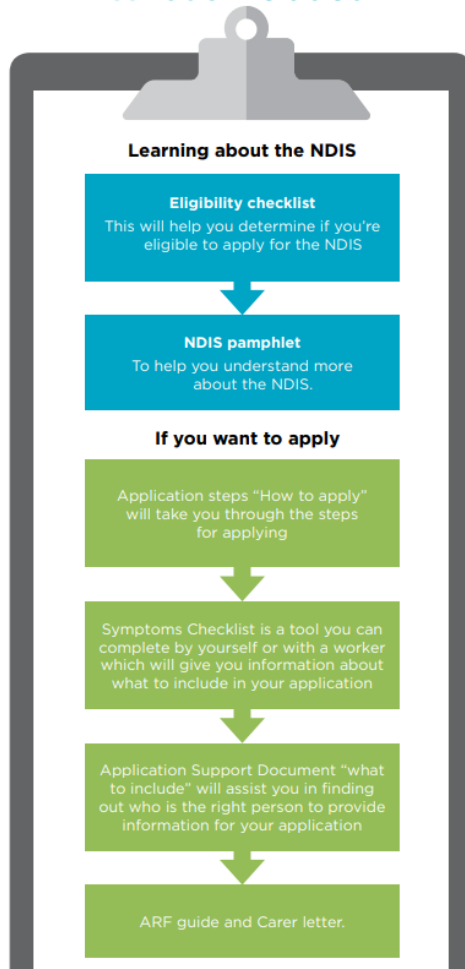 Learning about the NDIS
Eligibility checklist
This will help you determine if you're
eligible to apply for the NDIS
NDIS pamphlet
To help you understand more
about the NDIS.
If you want to apply
Application steps “How to apply”
will take you through the steps
for applying
Symptoms Checklist is a tool you can
complete by yourself or with a worker
which will give you information about
what to include in your application
Application Support Document “what
to include” will assist you in finding
out who is the right person to provide
information for your application
ARF guide and Carer letter.